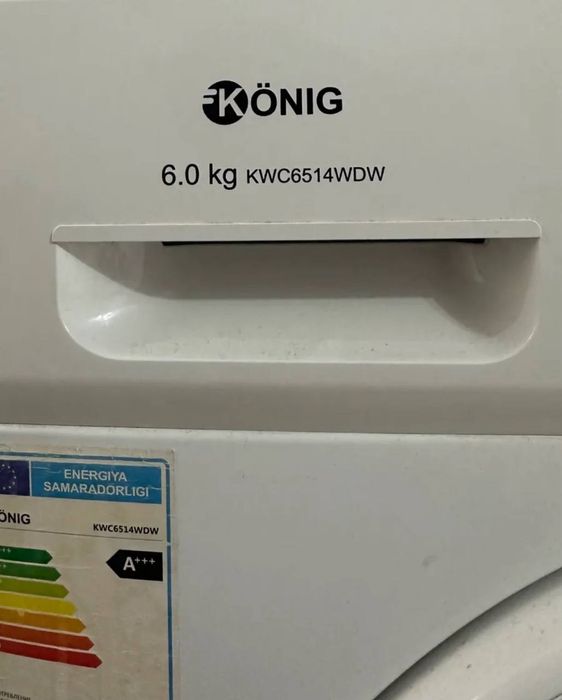 KÖNIG
6.0 kg KWC6514WDW
ENERGIYA
SAMARADORLIGI
ÖNIG
KWC6514WDW
A+++